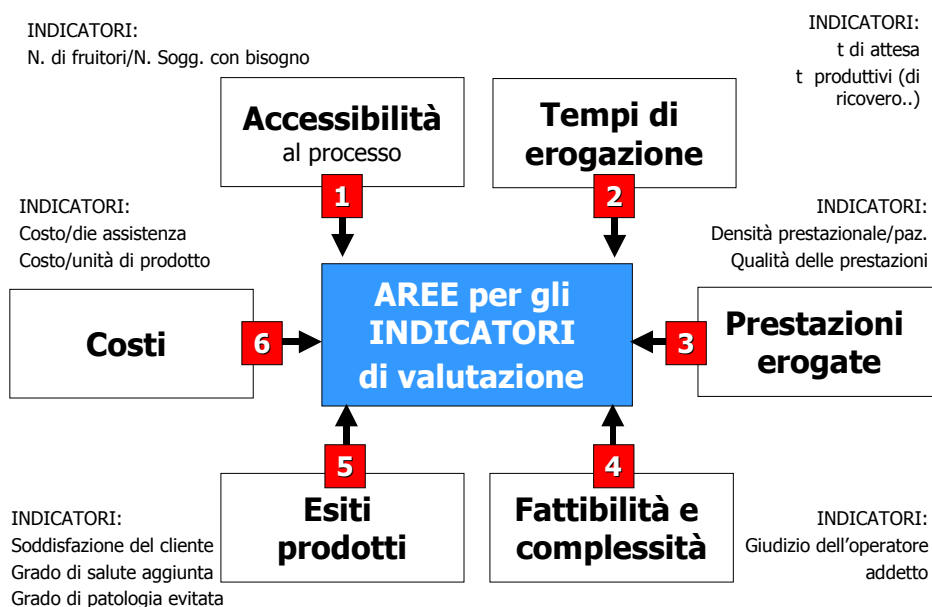 INDICATORI:
N. di fruitori/N. Sogg. con bisogno
INDICATORI:
t di attesa
t produttivi (di
ricovero..)
Accessibilità
al processo
1
Tempi di
erogazione
2
INDICATORI:
Costo/die assistenza
Costo/unità di prodotto
INDICATORI:
Densità prestazionale/paz.
Qualità delle prestazioni
Costi
6
AREE per gli
INDICATORI
di valutazione
3
Prestazioni
erogate
5
Esiti
prodotti
4
Fattibilità e
complessità
INDICATORI:
Soddisfazione del cliente
Grado di salute aggiunta
Grado di patologia evitata
INDICATORI:
Giudizio dell’operatore
addetto